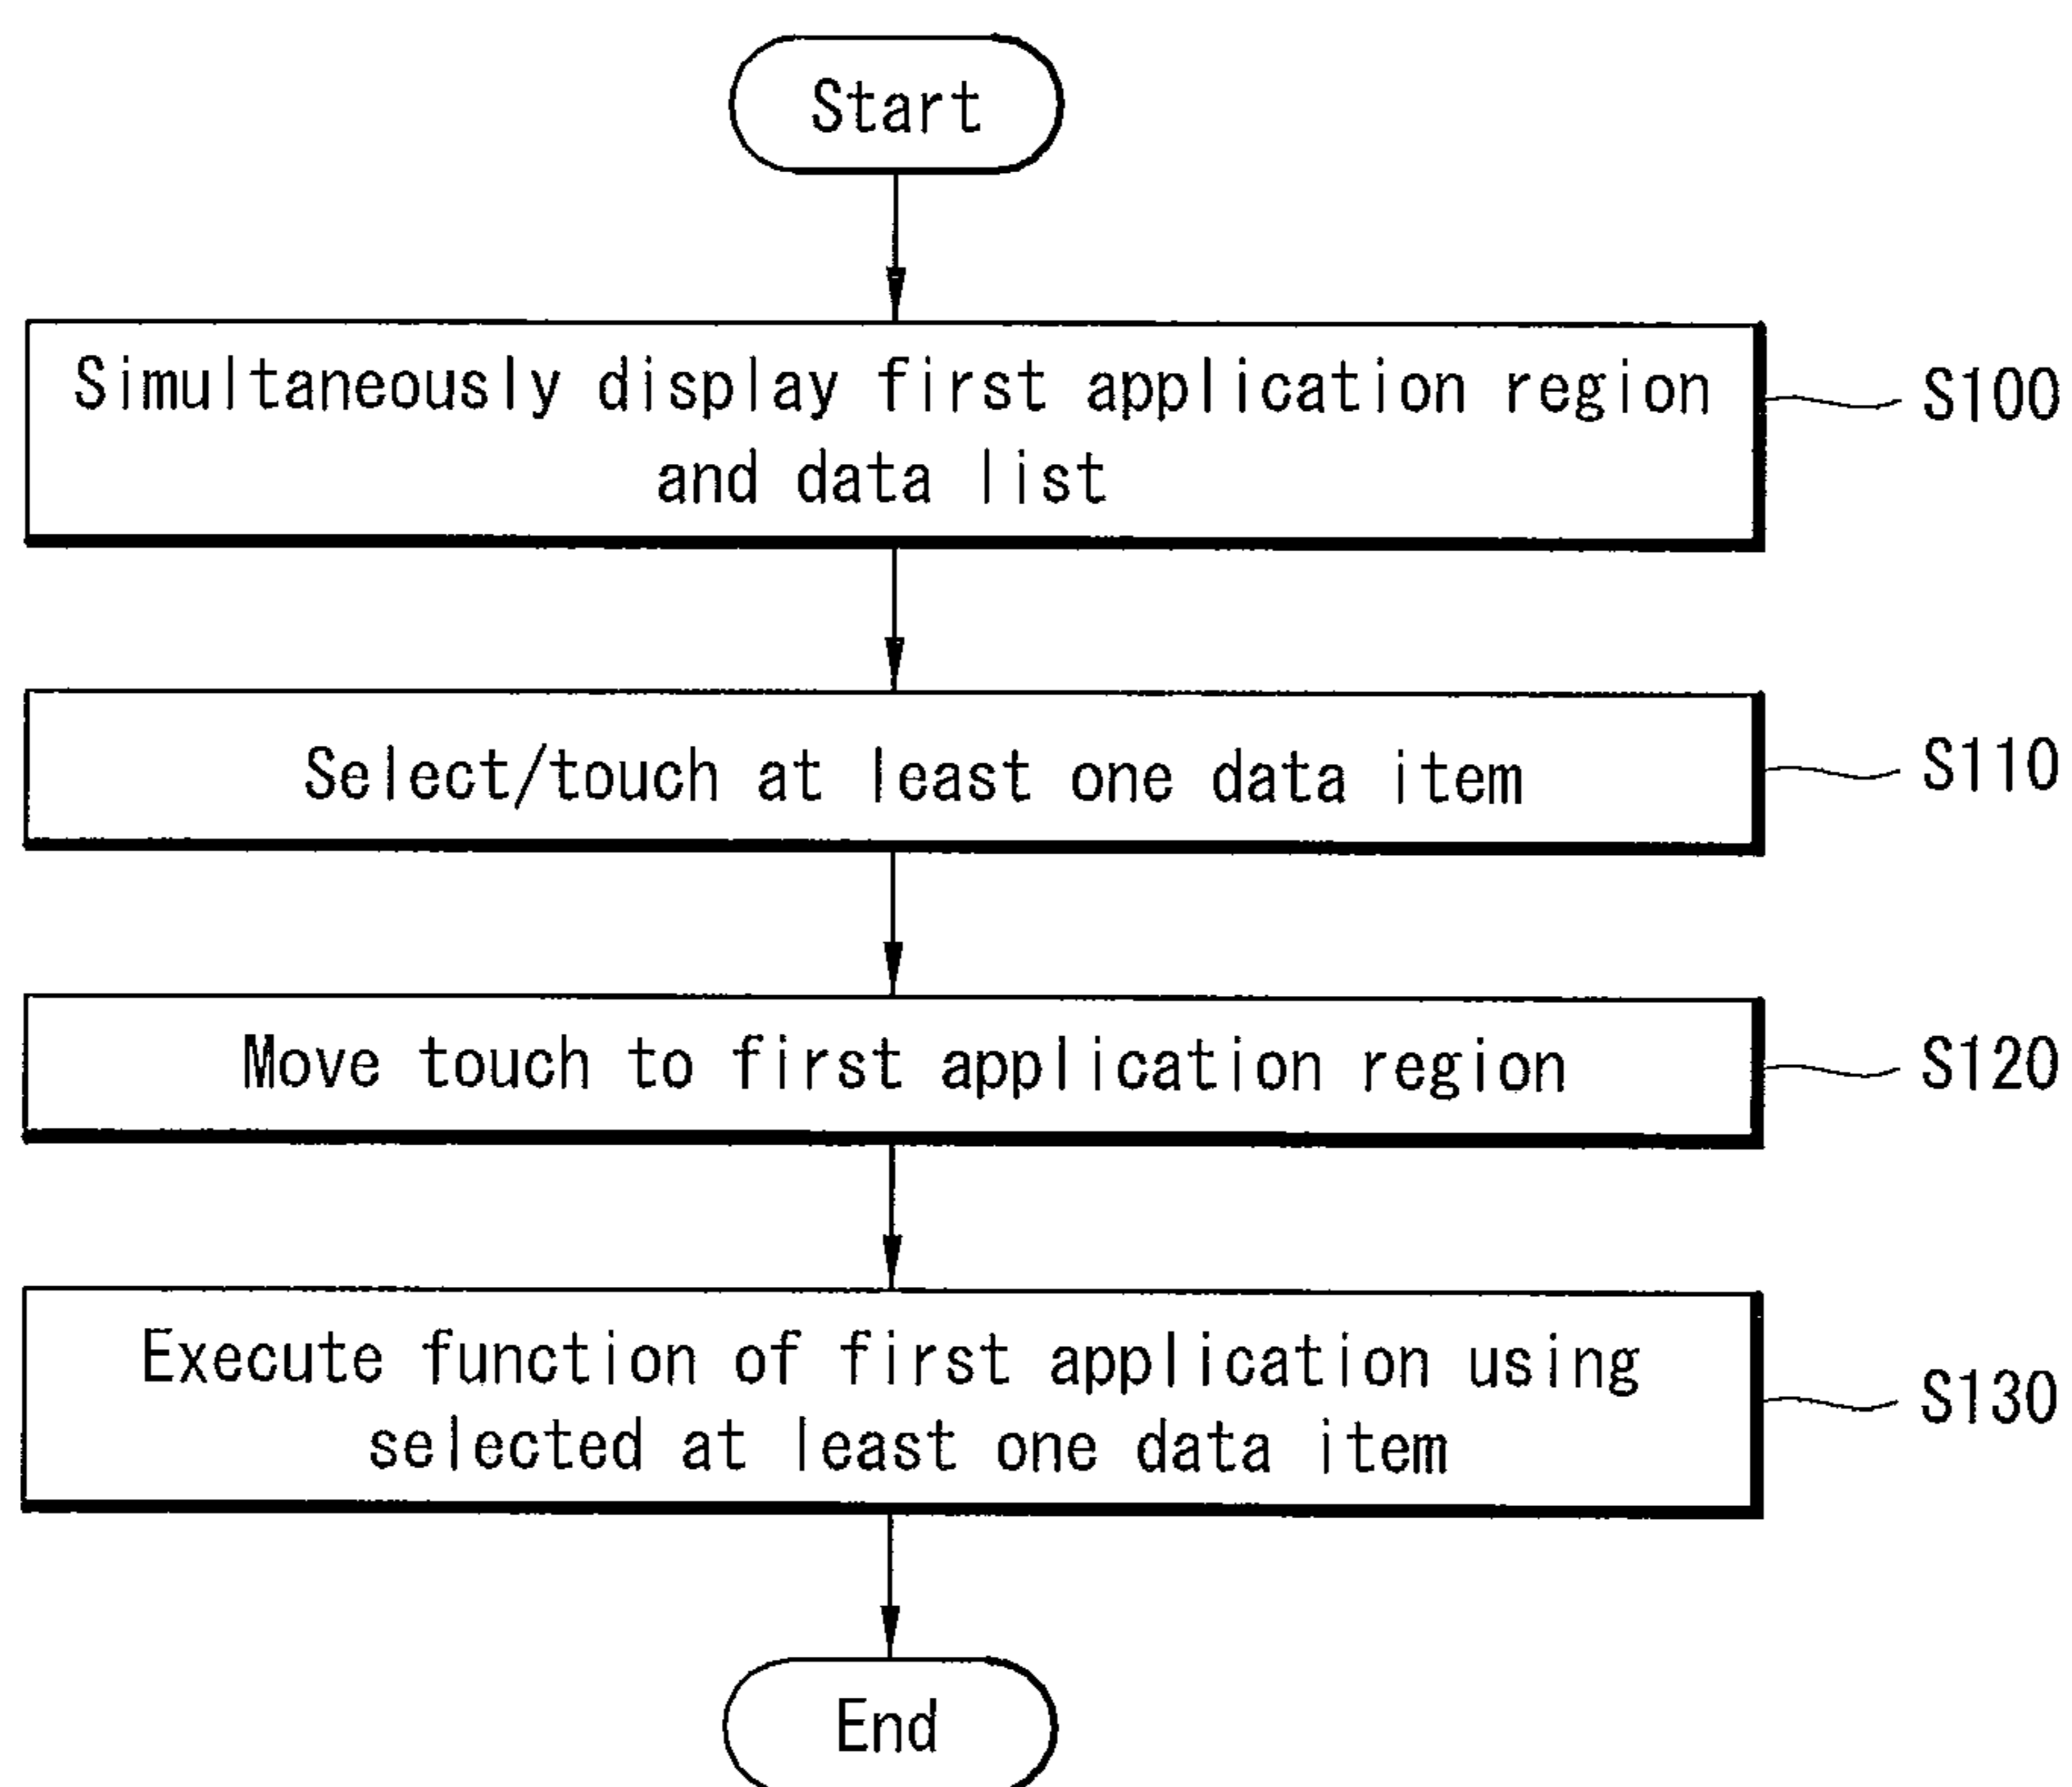 Start
Simultaneously display first application region
and data list
S100
Select/touch at least one data item
S110
Move touch to first application region
S120
Execute function of first application using
selected at least one data item
S130
End